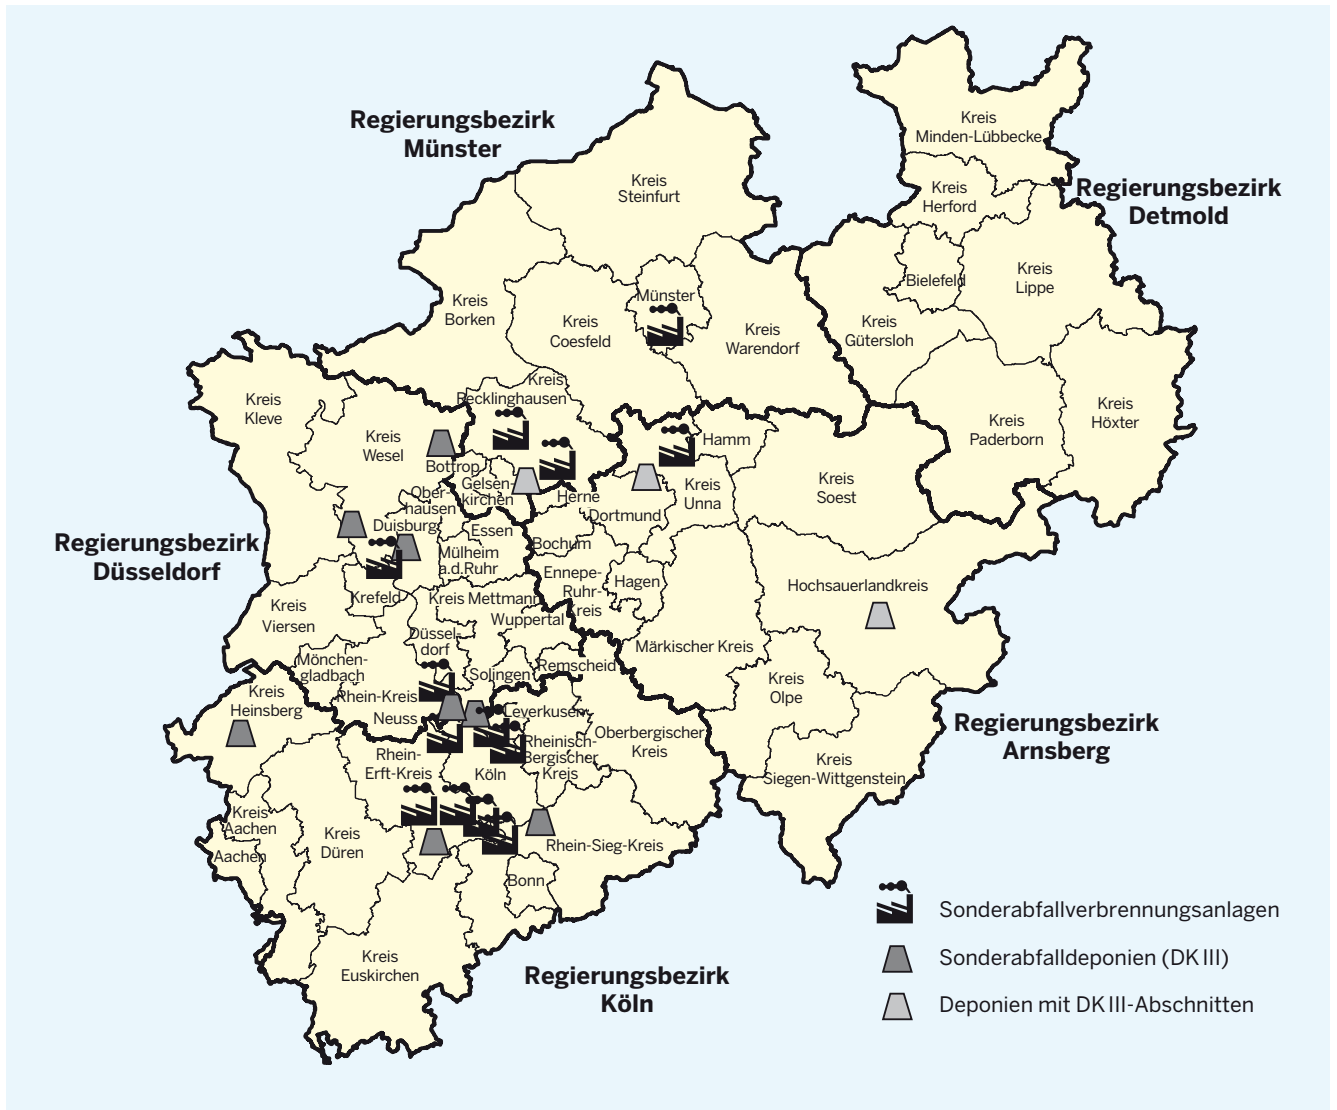 Regierungsbezirk
Münster
Kreis
Minden-Lübbecke
Kreis
Steinfurt
Kreis
Herford
Regierungsbezirk
Detmold
Bielefeld
Kreis
Lippe
Münster
Kreis
Borken
Kreis
Coesfeld
Kreis
Warendorf
Kreis
Gütersloh
Kreis
Recklinghausen
Kreis
Kleve
Kreis
Höxter
Kreis
Paderborn
Kreis
Wesel
Hamm
Bottrop
Kreis
Soest
Gelsen-
kirchen
Kreis
Unna
Ober-
hausen
Herne
Dortmund
Duisburg
Essen
Bochum
Regierungsbezirk
Düsseldorf
Mülheim
a.d.Ruhr
Ennepe-
Ruhr-
Kreis
Hagen
Hochsauerlandkreis
Krefeld
Kreis Mettmann
Kreis
Viersen
Wuppertal
Düssel-
dorf
Märkischer Kreis
Mönchen-
gladbach
Solingen
Remscheid
Kreis
Olpe
Kreis
Heinsberg
Rhein-Kreis
Neuss
Leverkusen
Regierungsbezirk
Arnsberg
Oberbergischer
Kreis
Rheinisch-
Bergischer
Kreis
Rhein-
Erft-Kreis
Köln
Kreis
Siegen-Wittgenstein
Kreis
Aachen
Kreis
Düren
Rhein-Sieg-Kreis
Aachen
Bonn
Kreis
Euskirchen
Regierungsbezirk
Köln
Sonderabfallverbrennungsanlagen
Sonderabfalldeponien (DK III)
Deponien mit DK III-Abschnitten